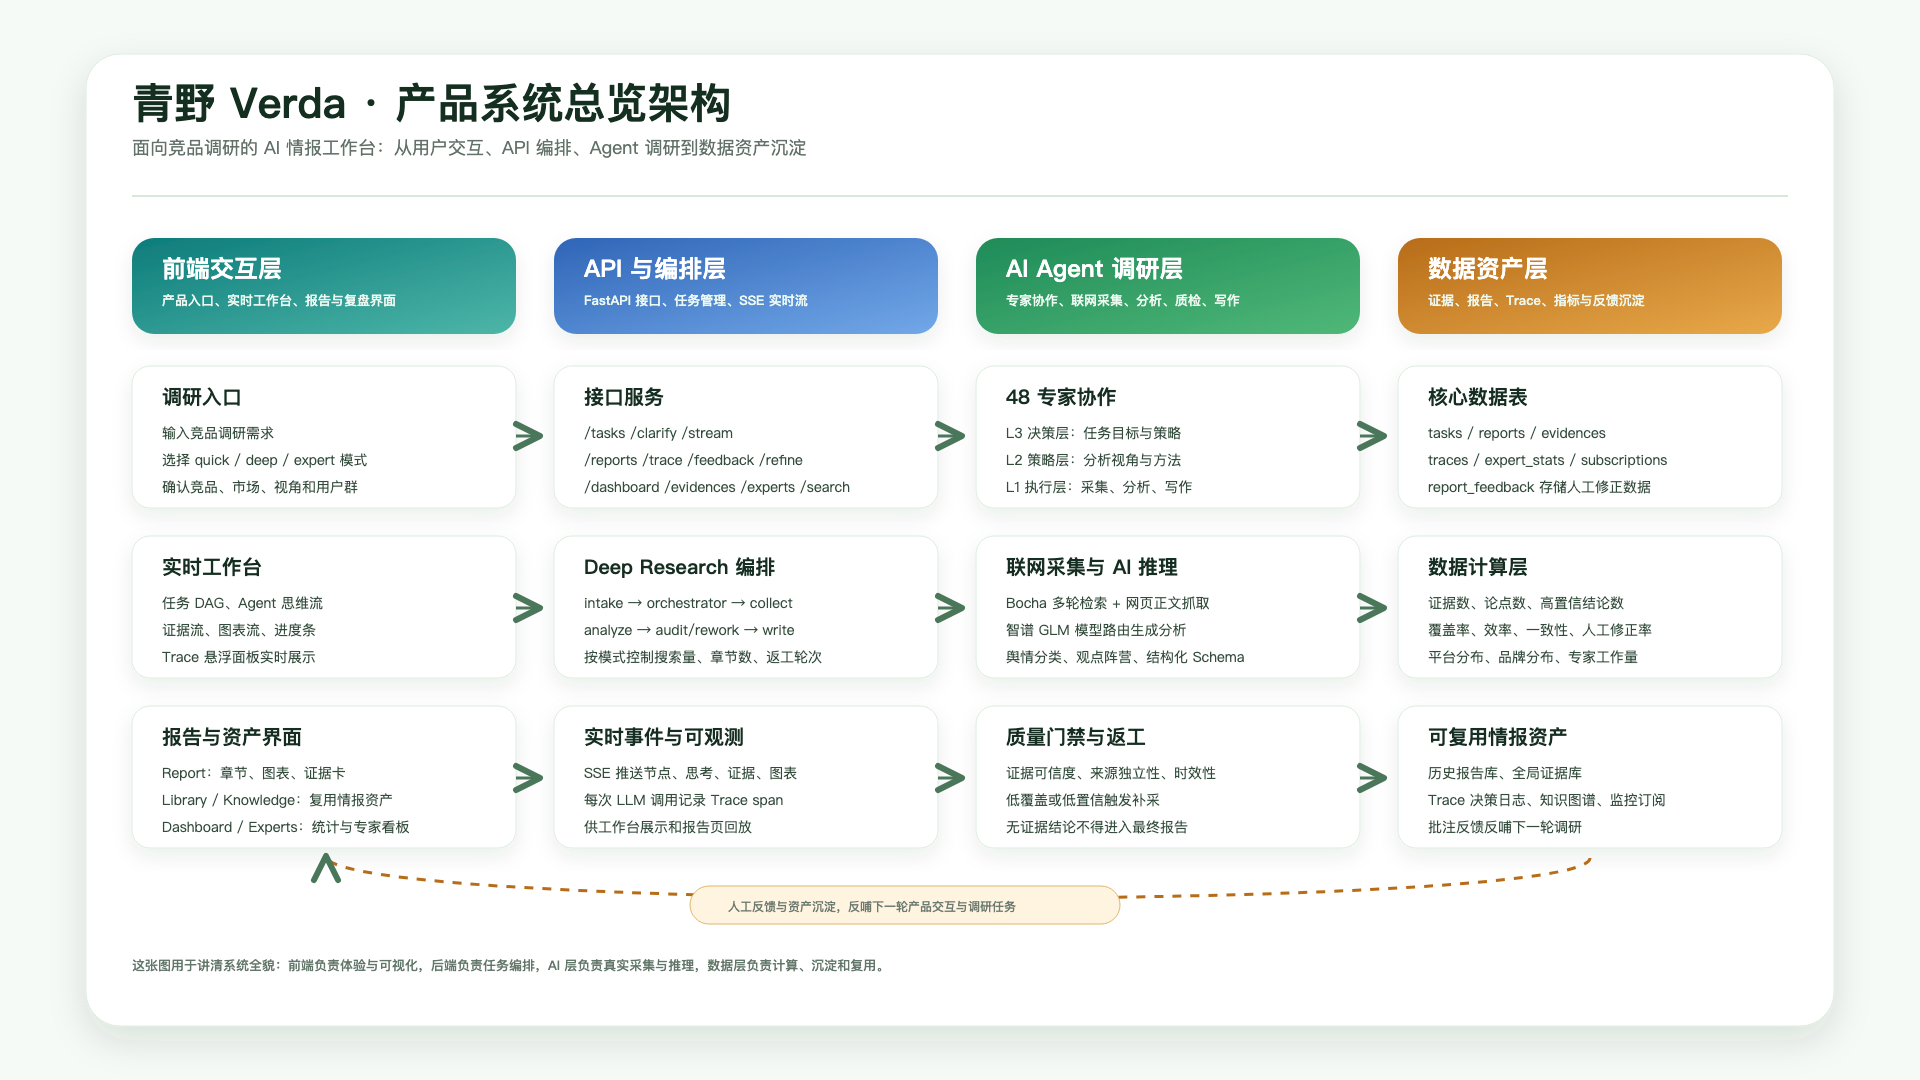 青野 Verda · 产品系统总览架构
面向竞品调研的 AI 情报工作台：从用户交互、API 编排、Agent 调研到数据资产沉淀
前端交互层
产品入口、实时工作台、报告与复盘界面
API 与编排层
FastAPI 接口、任务管理、SSE 实时流
AI Agent 调研层
专家协作、联网采集、分析、质检、写作
数据资产层
证据、报告、Trace、指标与反馈沉淀
调研入口
输入竞品调研需求
选择 quick / deep / expert 模式
确认竞品、市场、视角和用户群
接口服务
/tasks /clarify /stream
/reports /trace /feedback /refine
/dashboard /evidences /experts /search
48 专家协作
L3 决策层：任务目标与策略
L2 策略层：分析视角与方法
L1 执行层：采集、分析、写作
核心数据表
tasks / reports / evidences
traces / expert_stats / subscriptions
report_feedback 存储人工修正数据
实时工作台
任务 DAG、Agent 思维流
证据流、图表流、进度条
Trace 悬浮面板实时展示
Deep Research 编排
intake → orchestrator → collect
analyze → audit/rework → write
按模式控制搜索量、章节数、返工轮次
联网采集与 AI 推理
Bocha 多轮检索 + 网页正文抓取
智谱 GLM 模型路由生成分析
舆情分类、观点阵营、结构化 Schema
数据计算层
证据数、论点数、高置信结论数
覆盖率、效率、一致性、人工修正率
平台分布、品牌分布、专家工作量
报告与资产界面
Report：章节、图表、证据卡
Library / Knowledge：复用情报资产
Dashboard / Experts：统计与专家看板
实时事件与可观测
SSE 推送节点、思考、证据、图表
每次 LLM 调用记录 Trace span
供工作台展示和报告页回放
质量门禁与返工
证据可信度、来源独立性、时效性
低覆盖或低置信触发补采
无证据结论不得进入最终报告
可复用情报资产
历史报告库、全局证据库
Trace 决策日志、知识图谱、监控订阅
批注反馈反哺下一轮调研
人工反馈与资产沉淀，反哺下一轮产品交互与调研任务
这张图用于讲清系统全貌：前端负责体验与可视化，后端负责任务编排，AI 层负责真实采集与推理，数据层负责计算、沉淀和复用。